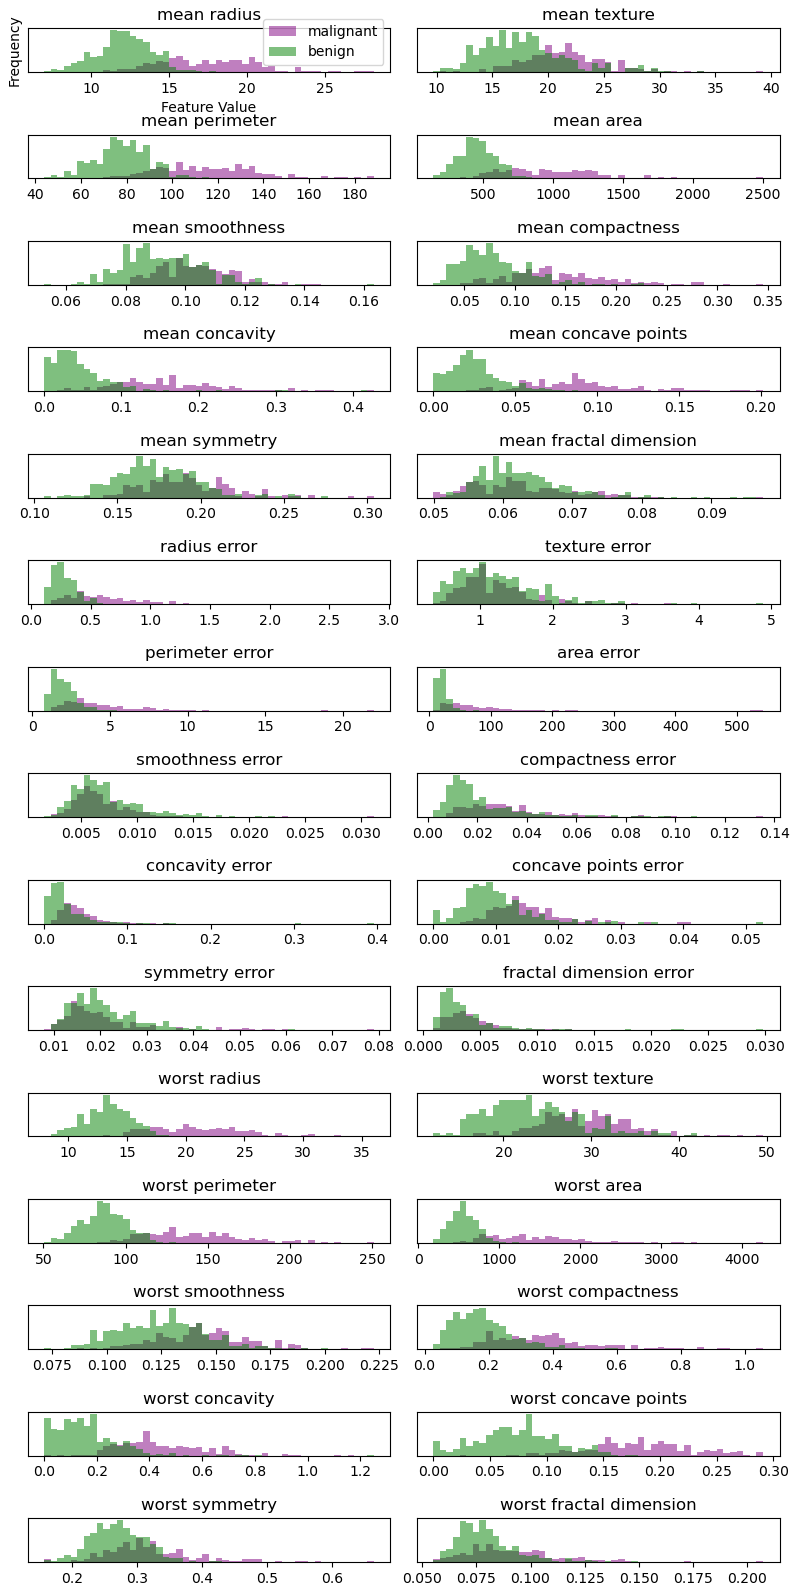 mean radius
mean texture
Frequency
malignant
benign
10 15 20 25
Feature Value
10 15 20 25 30 35 40
mean perimeter
mean area
40 60 80 100 120 140 160 180
500 1000 1500 2000 2500
mean smoothness
mean compactness
0.06 0.08 0.10 0.12 0.14 0.16
0.05 0.10 0.15 0.20 0.25 0.30 0.35
mean concavity
mean concave points
0.0 0.1 0.2 0.3 0.4
0.00 0.05 0.10 0.15 0.20
mean symmetry
mean fractal dimension
0.10 0.15 0.20 0.25 0.30
0.05 0.06 0.07 0.08 0.09
radius error
texture error
0.0 0.5 1.0 1.5 2.0 2.5 3.0
1 2 3 4 5
perimeter error
area error
0 5 10 15 20
0 100 200 300 400 500
smoothness error
compactness error
0.005 0.010 0.015 0.020 0.025 0.030
0.00 0.02 0.04 0.06 0.08 0.10 0.12 0.14
concavity error
concave points error
0.0 0.1 0.2 0.3 0.4
0.00 0.01 0.02 0.03 0.04 0.05
symmetry error
fractal dimension error
0.01 0.02 0.03 0.04 0.05 0.06 0.07 0.08
0.000 0.005 0.010 0.015 0.020 0.025 0.030
worst radius
worst texture
10 15 20 25 30 35
20 30 40 50
worst perimeter
worst area
50 100 150 200 250
0 1000 2000 3000 4000
worst smoothness
worst compactness
0.075 0.100 0.125 0.150 0.175 0.200 0.225
0.0 0.2 0.4 0.6 0.8 1.0
worst concavity
worst concave points
0.0 0.2 0.4 0.6 0.8 1.0 1.2
0.00 0.05 0.10 0.15 0.20 0.25 0.30
worst symmetry
worst fractal dimension
0.2 0.3 0.4 0.5 0.6
0.050 0.075 0.100 0.125 0.150 0.175 0.200